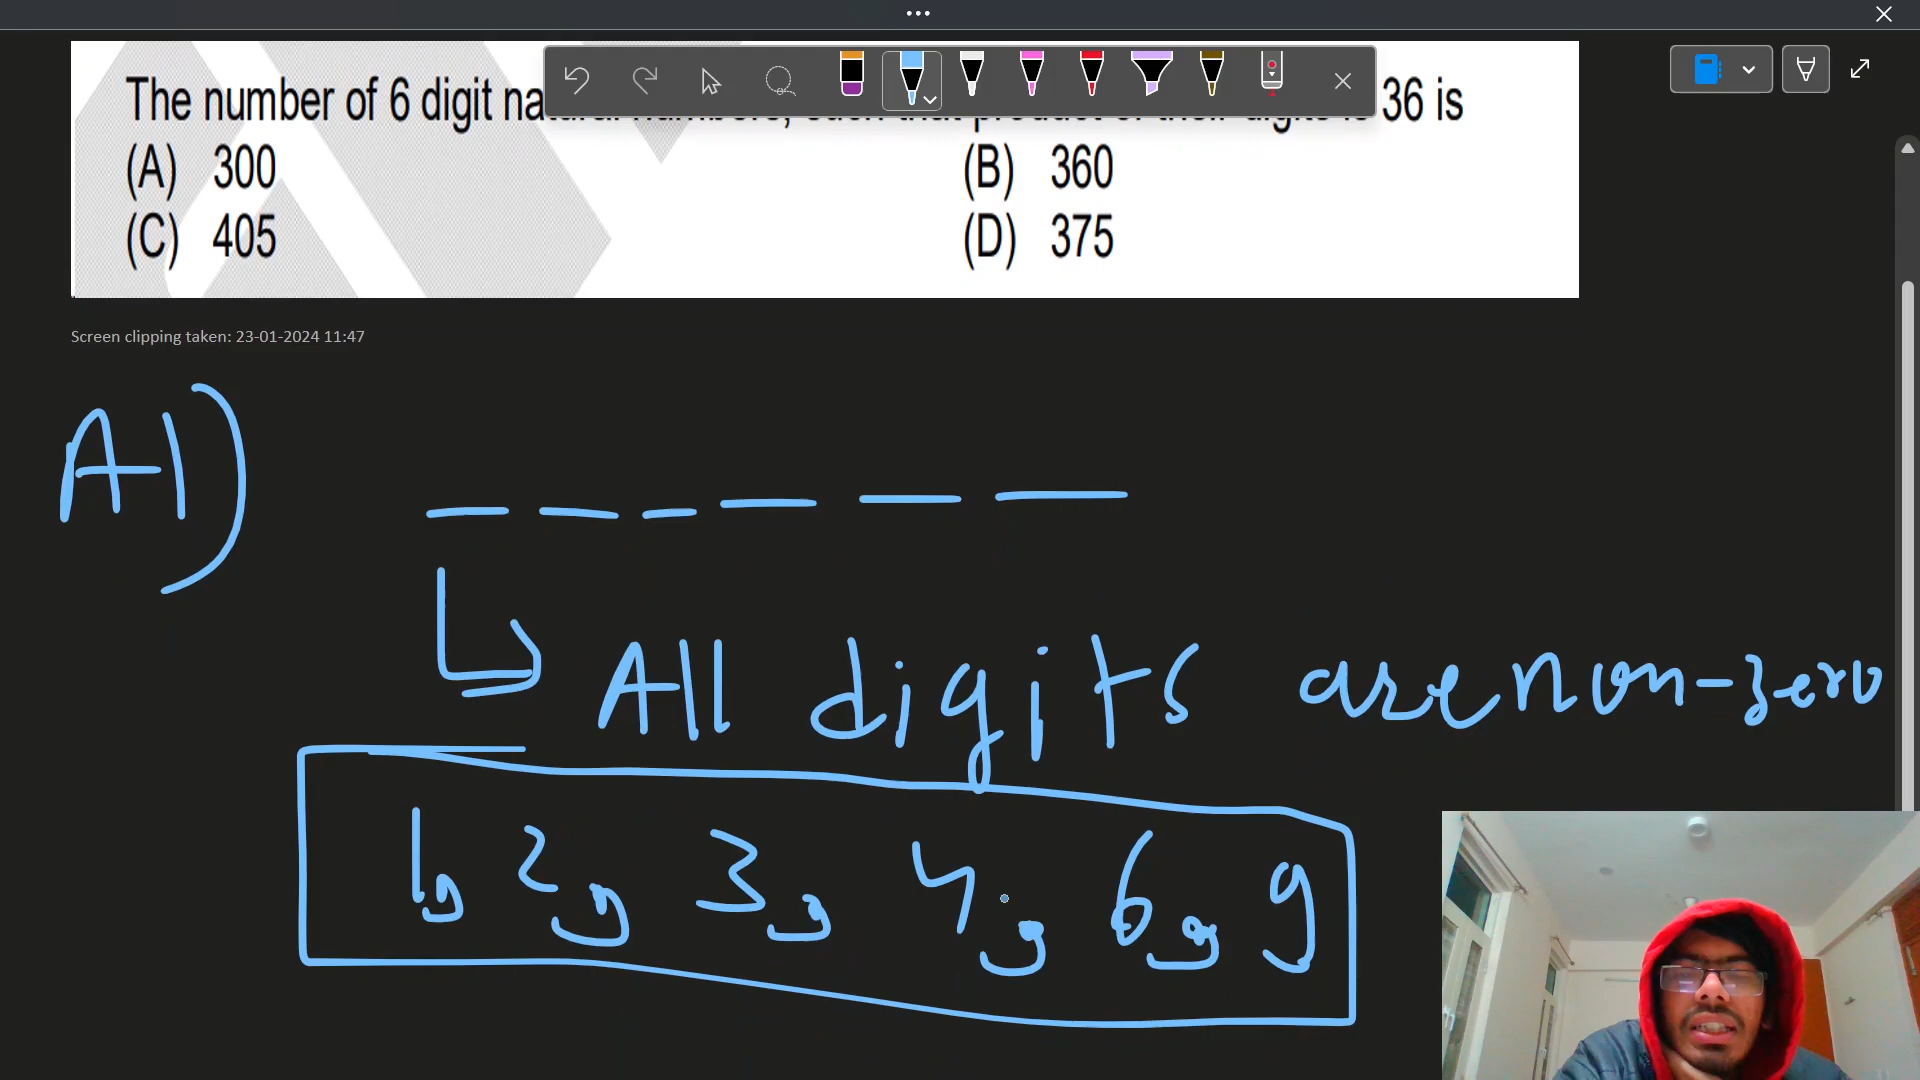 The number of 6 digit 36 is
(A) 300 (B) 360
(C) 405 (D) 375
Screen clipping taken: 23-01-2024 11:47
A1)
All digits are non-zero
1, 2, 3, 4, 6, 9